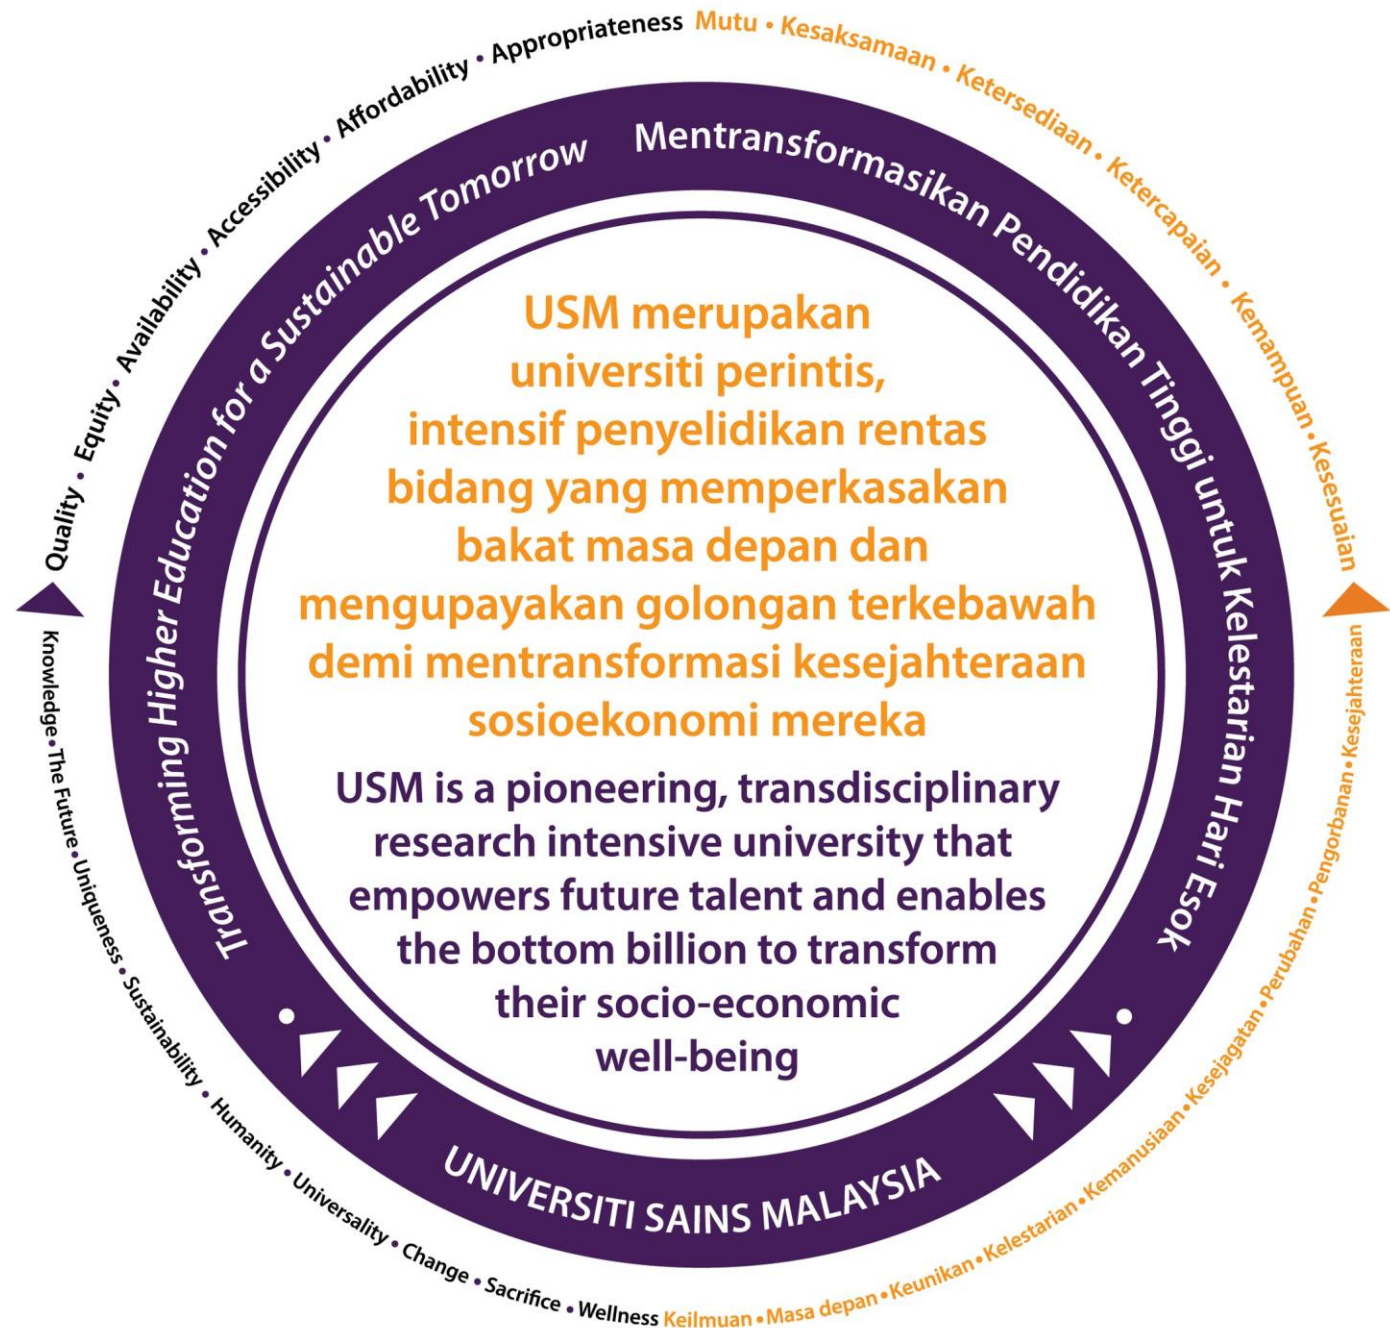 Quality • Equity • Availability • Accessibility • Affordability • Appropriateness
Mutu • Kesaksamaan • Ketersediaan • Ketercapaian • Kemampuan • Kesesuaian
Transforming Higher Education for a Sustainable Tomorrow
Mentransformasikan Pendidikan Tinggi untuk Kelestarian Hari Esok
USM merupakan
universiti perintis,
intensif penyelidikan rentas
bidang yang memperkasakan
bakat masa depan dan
mengupayakan golongan terkebawah
demi mentransformasi kesejahteraan
sosioekonomi mereka
USM is a pioneering, transdisciplinary
research intensive university that
empowers future talent and enables
the bottom billion to transform
their socio-economic
well-being
UNIVERSITI SAINS MALAYSIA
Knowledge • The Future • Uniqueness • Sustainability • Humanity • Universality • Change • Sacrifice • Wellness
Keilmuan • Masa depan • Keunikan • Kelestarian • Kemanusiaan • Kesejagatan • Perubahan • Pengorbanan • Kesejahteraan